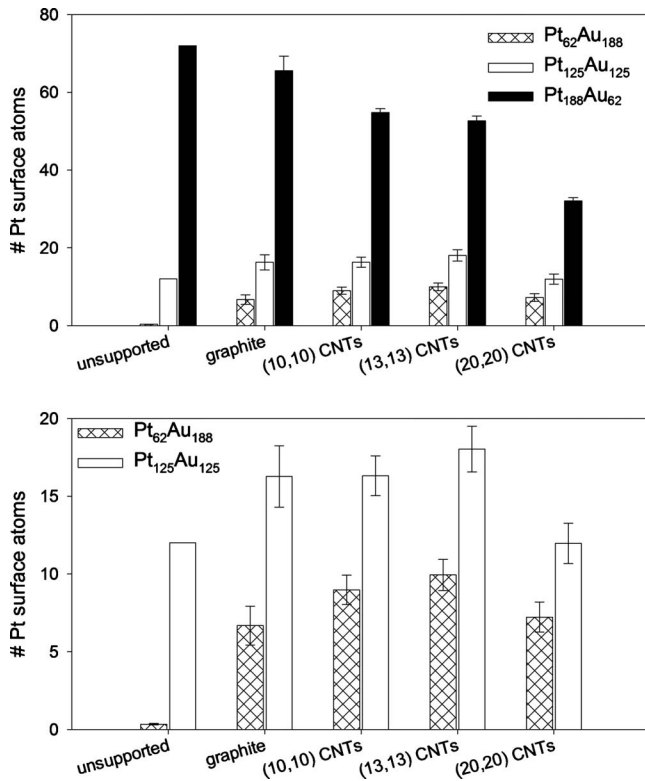 # Pt surface atoms
80
60
40
20
0
Pt₆₂Au₁₈₈
Pt₁₂₅Au₁₂₅
Pt₁₈₈Au₆₂
unsupported
graphite
(10,10) CNTs
(13,13) CNTs
(20,20) CNTs
# Pt surface atoms
20
15
10
5
0
Pt₆₂Au₁₈₈
Pt₁₂₅Au₁₂₅
unsupported
graphite
(10,10) CNTs
(13,13) CNTs
(20,20) CNTs